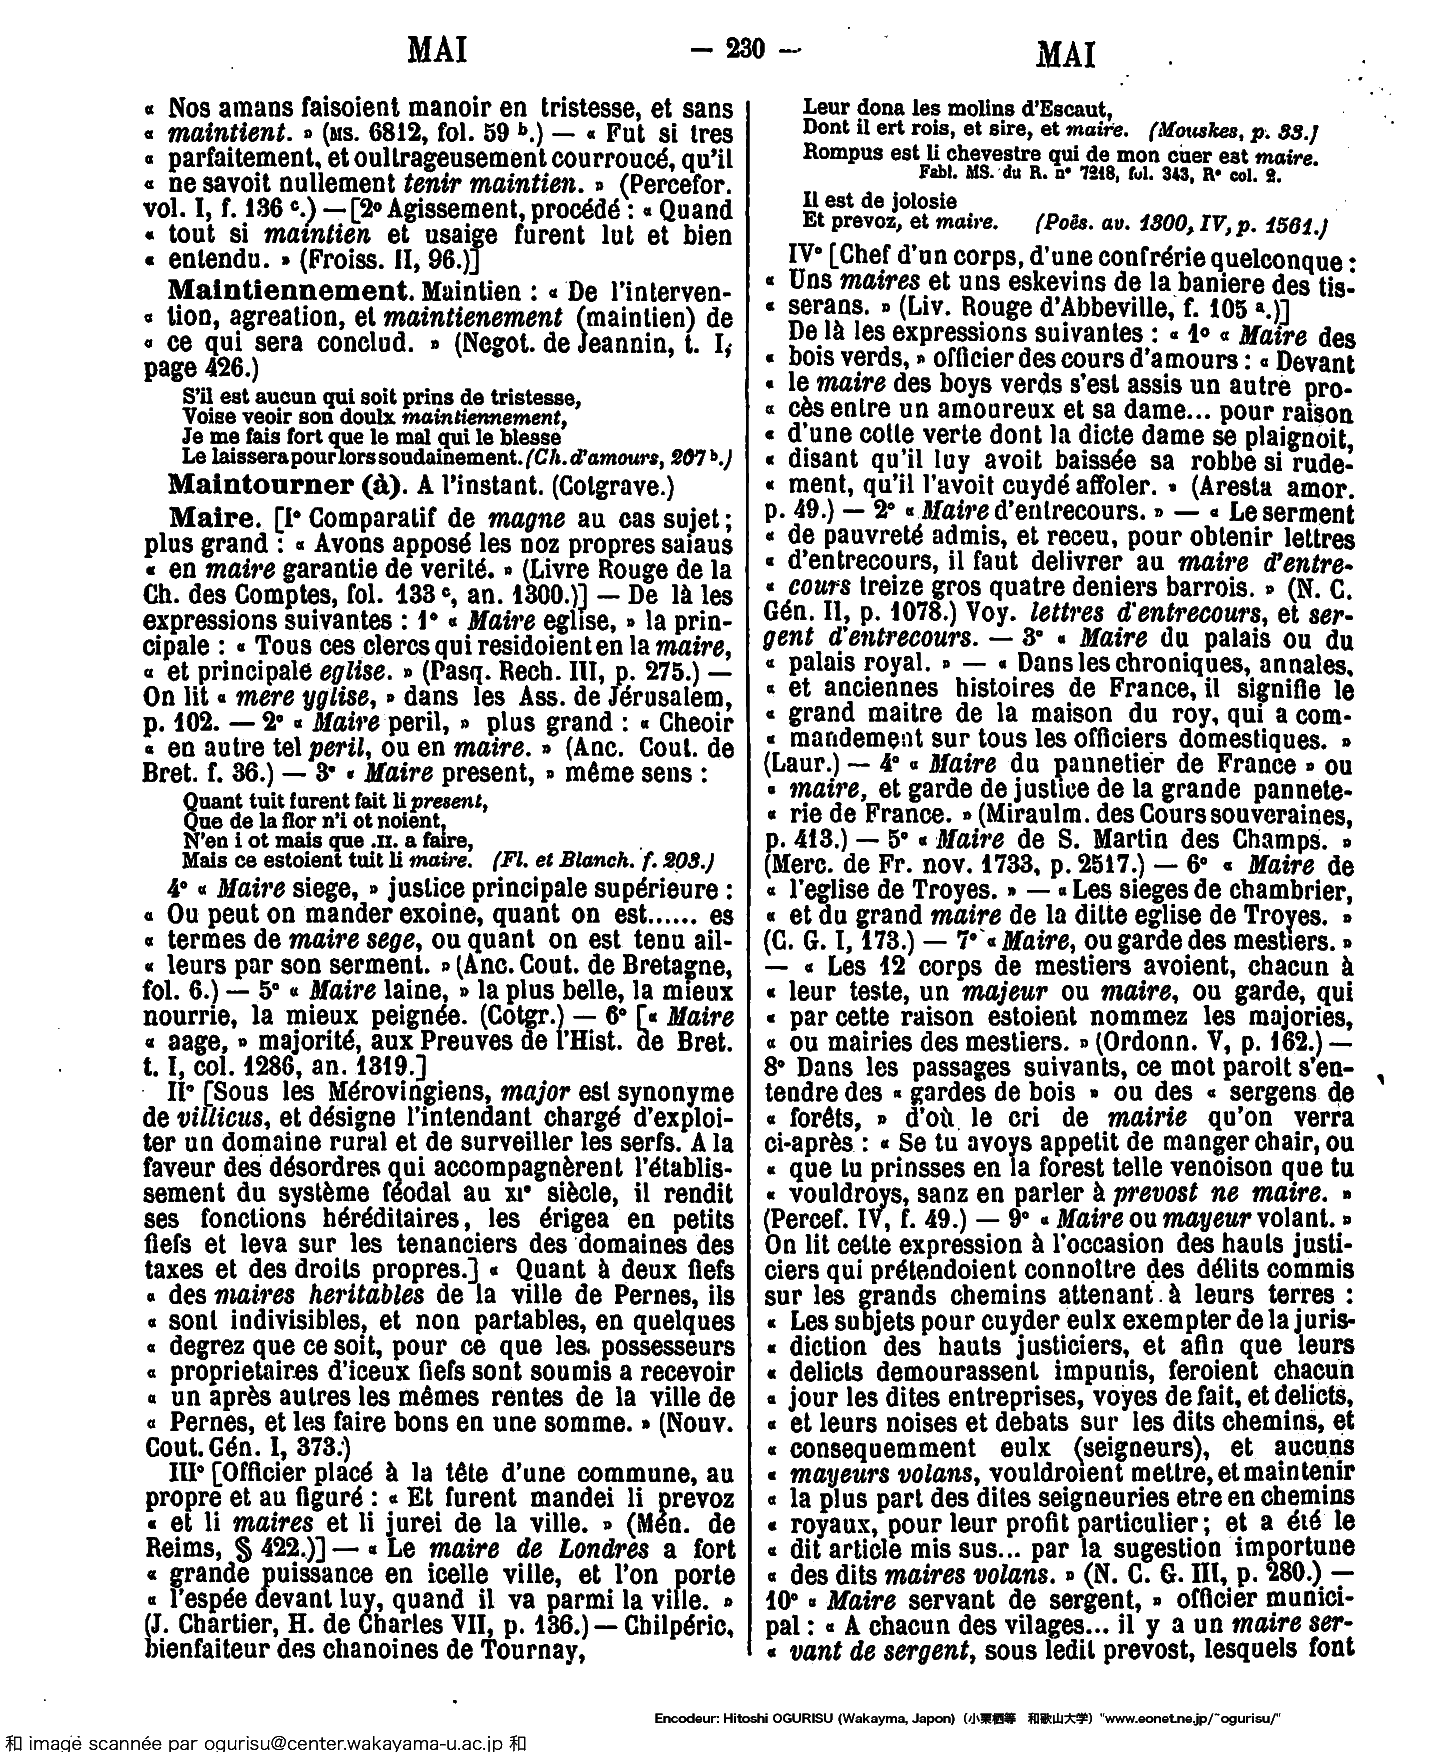 MAI
— 230 —
MAI
« Nos amans faisoient manoir en tristesse, et sans
« maintient. » (MS. 6812, fol. 59 b.) — « Fut si tres
« parfaitement, et oultrageusement courroucé, qu'il
« ne savoit nullement tenir maintien. » (Percefor.
vol. I, f. 136 c.) — [2° Agissement, procédé : « Quand
« tout si maintien et usaige furent lut et bien
« entendu. » (Froiss. II, 96.)]
Maintiennement. Maintien : « De l'interven-
« tion, agreation, et maintienement (maintien) de
« ce qui sera conclud. » (Negot. de Jeannin, t. I,
page 426.)
S'il est aucun qui soit prins de tristesse,
Voise veoir son doulx maintiennement,
Je me fais fort que le mal qui le blesse
Le laissera pour lors soudainement. (Ch. d'amours, 207 b.)
Maintourner (à). A l'instant. (Cotgrave.)
Maire. [I° Comparatif de magne au cas sujet ;
plus grand : « Avons apposé les noz propres saiaus
« en maire garantie de verité. » (Livre Rouge de la
Ch. des Comptes, fol. 133 c, an. 1300.)] — De là les
expressions suivantes : 1° « Maire eglise, » la prin-
cipale : « Tous ces clercs qui residoient en la maire,
« et principale eglise. » (Pasq. Rech. III, p. 275.) —
On lit « mere yglise, » dans les Ass. de Jérusalem,
p. 102. — 2° « Maire peril, » plus grand : « Cheoir
« en autre tel peril, ou en maire. » (Anc. Cout. de
Bret. f. 36.) — 3° « Maire present, » même sens :
Quant tuit furent fait li present,
Que de la flor n'i ot noient,
N'en i ot mais que .II. a faire,
Mais ce estoient tuit li maire. (Fl. et Blanch. f. 203.)
4° « Maire siege, » justice principale supérieure :
« Ou peut on mander exoine, quant on est...... es
« termes de maire sege, ou quant on est tenu ail-
« leurs par son serment. » (Anc. Cout. de Bretagne,
fol. 6.) — 5° « Maire laine, » la plus belle, la mieux
nourrie, la mieux peignée. (Cotgr.) — 6° [« Maire
« aage, » majorité, aux Preuves de l'Hist. de Bret.
t. I, col. 1286, an. 1319.]
II° [Sous les Mérovingiens, major est synonyme
de villicus, et désigne l'intendant chargé d'exploi-
ter un domaine rural et de surveiller les serfs. A la
faveur des désordres qui accompagnèrent l'établis-
sement du système féodal au XI° siècle, il rendit
ses fonctions héréditaires, les érigea en petits
fiefs et leva sur les tenanciers des domaines des
taxes et des droits propres.] « Quant à deux fiefs
« des maires heritables de la ville de Pernes, ils
« sont indivisibles, et non partables, en quelques
« degrez que ce soit, pour ce que les possesseurs
« proprietaires d'iceux fiefs sont soumis a recevoir
« un après autres les mêmes rentes de la ville de
« Pernes, et les faire bons en une somme. » (Nouv.
Cout. Gén. I, 373.)
III° [Officier placé à la tête d'une commune, au
propre et au figuré : « Et furent mandei li prevoz
« et li maires et li jurei de la ville. » (Mén. de
Reims, § 422.)] — « Le maire de Londres a fort
« grande puissance en icelle ville, et l'on porte
« l'espée devant luy, quand il va parmi la ville. »
(J. Chartier, H. de Charles VII, p. 136.) — Chilpéric,
bienfaiteur des chanoines de Tournay,
Leur dona les molins d'Escaut,
Dont il ert rois, et sire, et maire. (Mouskes, p. 33.)
Rompus est li chevestre qui de mon cuer est maire.
Fabl. MS. du R. n° 7218, fol. 343, R° col. 2.
Il est de jolosie
Et prevoz, et maire. (Poës. av. 1300, IV, p. 1561.)
IV° [Chef d'un corps, d'une confrérie quelconque :
« Uns maires et uns eskevins de la baniere des tis-
« serans. » (Liv. Rouge d'Abbeville, f. 105 a.)]
De là les expressions suivantes : « 1° « Maire des
« bois verds, » officier des cours d'amours : « Devant
« le maire des boys verds s'est assis un autre pro-
« cès entre un amoureux et sa dame... pour raison
« d'une cotte verte dont la dicte dame se plaignoit,
« disant qu'il luy avoit baissée sa robbe si rude-
« ment, qu'il l'avoit cuydé affoler. » (Aresta amor.
p. 49.) — 2° « Maire d'entrecours. » — « Le serment
« de pauvreté admis, et receu, pour obtenir lettres
« d'entrecours, il faut delivrer au maire d'entre-
« cours treize gros quatre deniers barrois. » (N. C.
Gén. II, p. 1078.) Voy. lettres d'entrecours, et ser-
gent d'entrecours. — 3° « Maire du palais ou du
« palais royal. » — « Dans les chroniques, annales,
« et anciennes histoires de France, il signifie le
« grand maitre de la maison du roy, qui a com-
« mandement sur tous les officiers domestiques. »
(Laur.) — 4° « Maire du pannetier de France » ou
« maire, et garde de justice de la grande pannete-
« rie de France. » (Miraulm. des Cours souveraines,
p. 413.) — 5° « Maire de S. Martin des Champs. »
(Merc. de Fr. nov. 1733, p. 2517.) — 6° « Maire de
« l'eglise de Troyes. » — « Les sieges de chambrier,
« et du grand maire de la ditte eglise de Troyes. »
(C. G. I, 173.) — 7° « Maire, ou garde des mestiers. »
— « Les 12 corps de mestiers avoient, chacun à
« leur teste, un majeur ou maire, ou garde, qui
« par cette raison estoient nommez les majories,
« ou mairies des mestiers. » (Ordonn. V, p. 162.) —
8° Dans les passages suivants, ce mot paroît s'en-
tendre des « gardes de bois » ou des « sergens de
« forêts, » d'où le cri de mairie qu'on verra
ci-après : « Se tu avoys appetit de manger chair, ou
« que tu prinsses en la forest telle venoison que tu
« vouldroys, sanz en parler à prevost ne maire. »
(Percef. IV, f. 49.) — 9° « Maire ou mayeur volant. »
On lit cette expression à l'occasion des hauts justi-
ciers qui prétendoient connoître des délits commis
sur les grands chemins attenant à leurs terres :
« Les subjets pour cuyder eulx exempter de la juris-
« diction des hauts justiciers, et afin que leurs
« delicts demourassent impunis, feroient chacun
« jour les dites entreprises, voyes de fait, et delicts,
« et leurs noises et debats sur les dits chemins, et
« consequemment eulx (seigneurs), et aucuns
« mayeurs volans, vouldroient mettre, et maintenir
« la plus part des dites seigneuries etre en chemins
« royaux, pour leur profit particulier ; et a été le
« dit article mis sus... par la sugestion importune
« des dits maires volans. » (N. C. G. III, p. 280.) —
10° « Maire servant de sergent, » officier munici-
pal : « A chacun des vilages... il y a un maire ser-
« vant de sergent, sous ledit prevost, lesquels font
Encodeur: Hitoshi OGURISU (Wakayma, Japon) (小栗栖等　和歌山大学) "www.eonet.ne.jp/~ogurisu/"
和 image scannée par ogurisu@center.wakayama-u.ac.jp 和